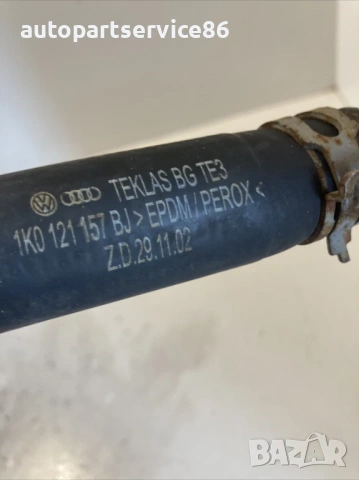 autopartservice86
TEKLAS BG TE3
1K0 121 157 BJ >EPDM / PEROX<
Z.D.29.11.02
BAZAR